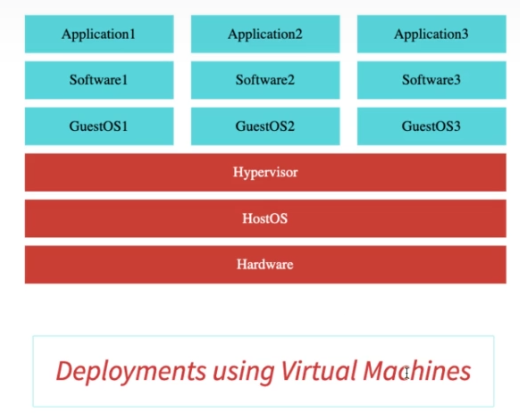 Application1 Application2 Application3
Software1 Software2 Software3
GuestOS1 GuestOS2 GuestOS3
Hypervisor
HostOS
Hardware
Deployments using Virtual Machines